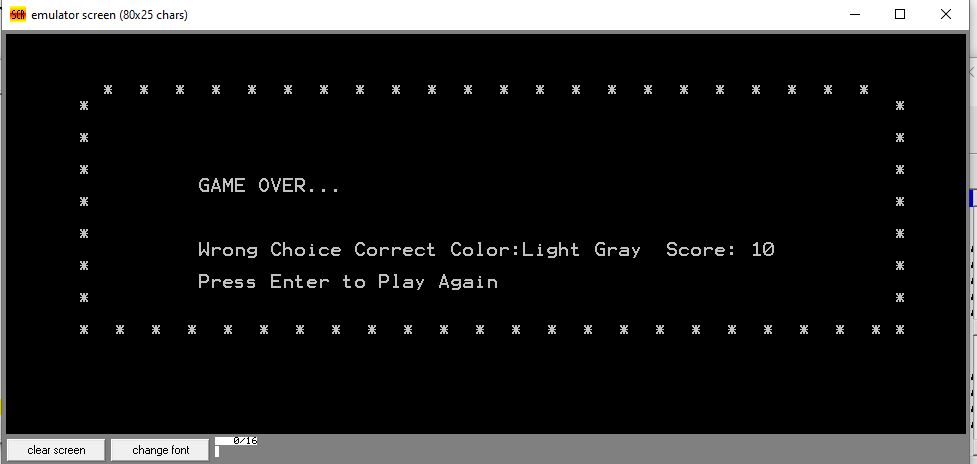 SCR emulator screen (80x25 chars)
* * * * * * * * * * * * * * * * * * * * * *
* *
* *
* *
GAME OVER...
* *
* *
Wrong Choice Correct Color:Light Gray  Score: 10
* *
Press Enter to Play Again
* *
* * * * * * * * * * * * * * * * * * * * * * * *
clear screen change font 0/16